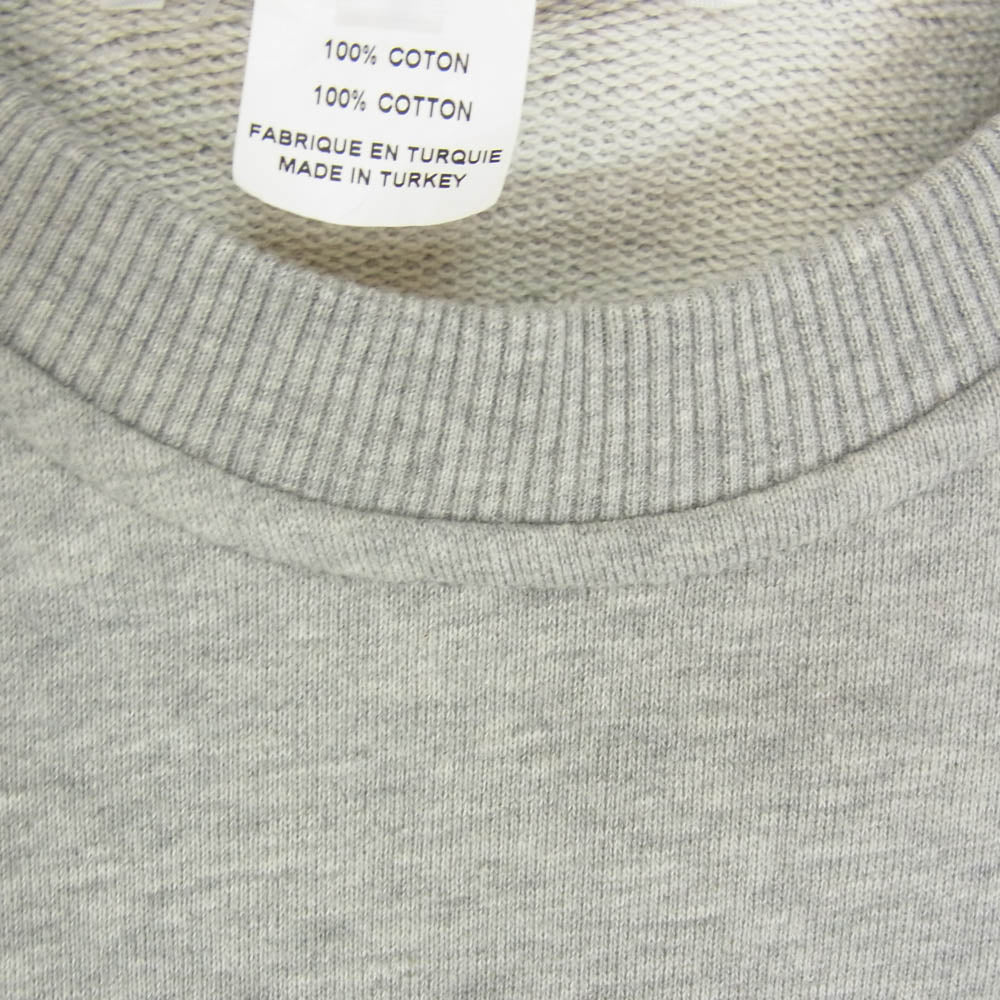 100% COTON
100% COTTON
FABRIQUE EN TURQUIE
MADE IN TURKEY